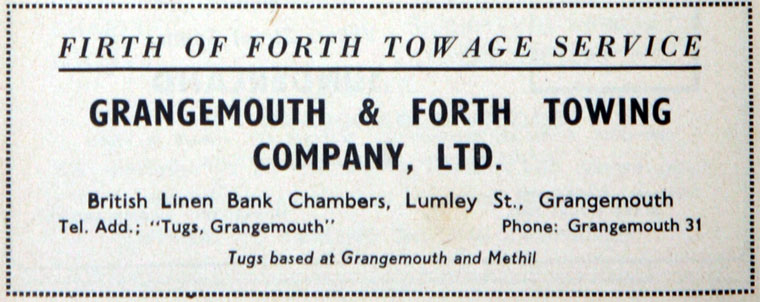 FIRTH OF FORTH TOWAGE SERVICE
GRANGEMOUTH & FORTH TOWING
COMPANY, LTD.
British Linen Bank Chambers, Lumley St., Grangemouth
Tel. Add.; "Tugs, Grangemouth" Phone: Grangemouth 31
Tugs based at Grangemouth and Methil